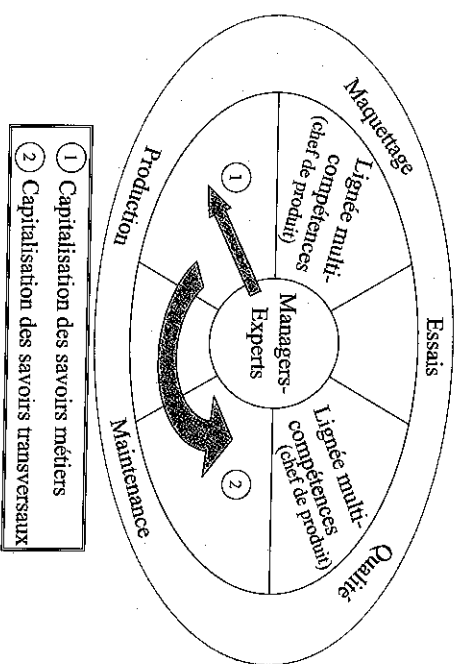 Maquettage
Essais
Qualité
Lignée multi-
compétences
(chef de produit)
Lignée multi-
compétences
(chef de produit)
Managers-
Experts
1
2
Production
Maintenance
1 Capitalisation des savoirs métiers
2 Capitalisation des savoirs transversaux